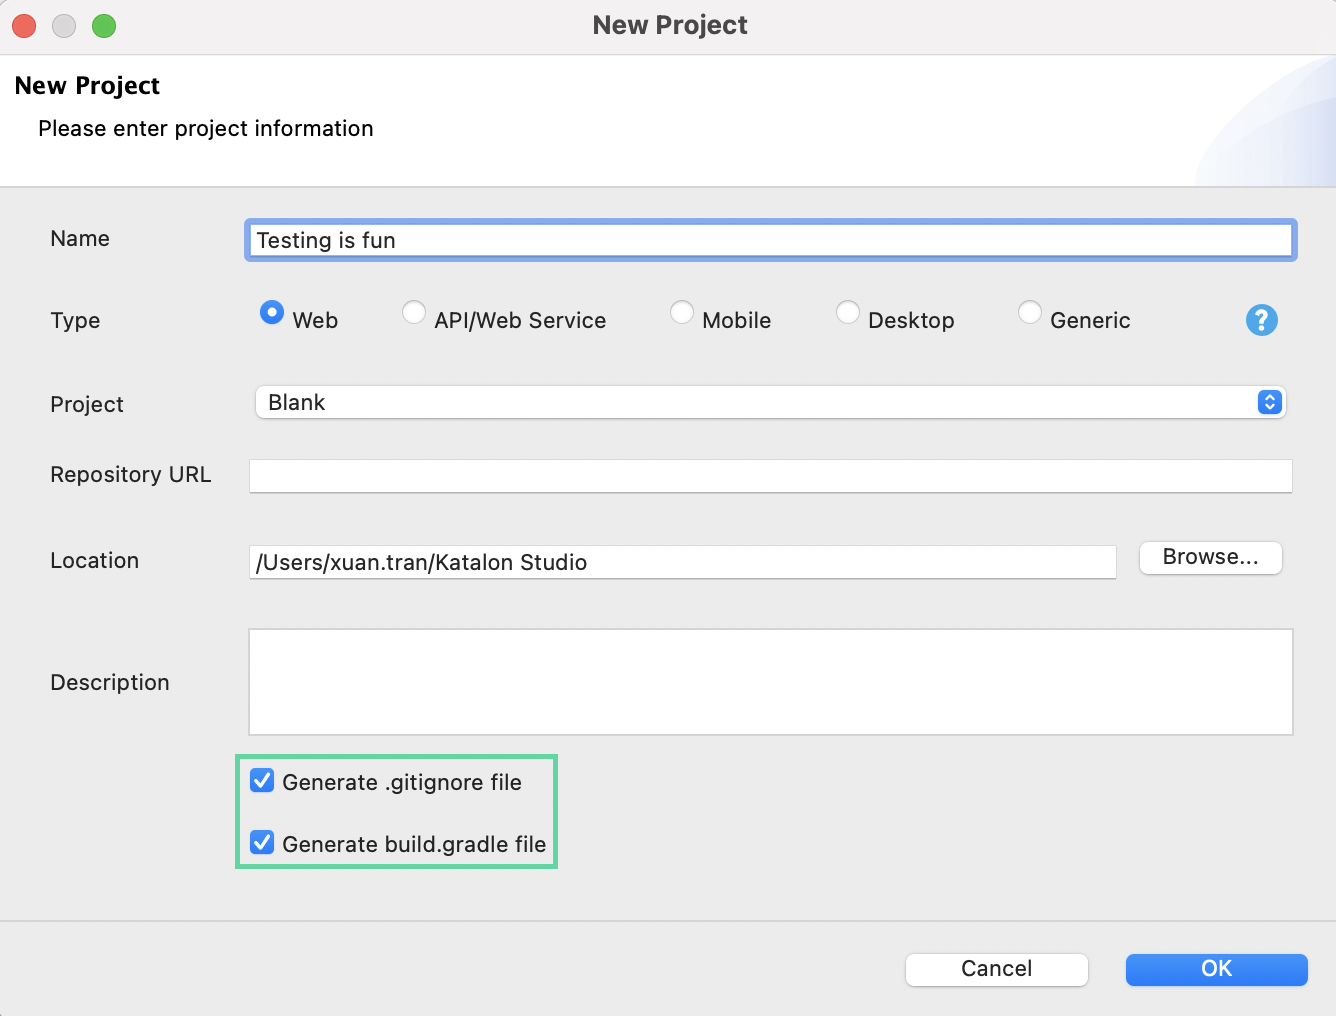 New Project
New Project
Please enter project information
Name Testing is fun
Type Web API/Web Service Mobile Desktop Generic ?
Project Blank
Repository URL
Location /Users/xuan.tran/Katalon Studio Browse...
Description
Generate .gitignore file
Generate build.gradle file
Cancel OK